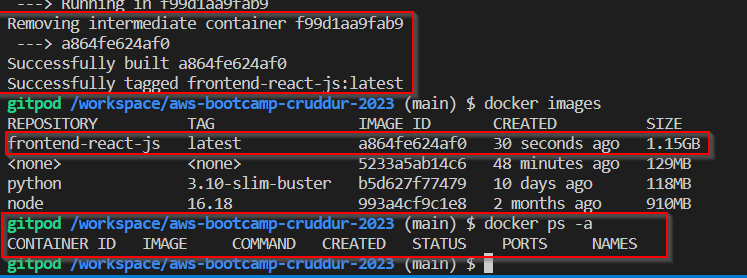 ---> Running in f99d1aa9fab9
Removing intermediate container f99d1aa9fab9
---> a864fe624af0
Successfully built a864fe624af0
Successfully tagged frontend-react-js:latest
gitpod /workspace/aws-bootcamp-cruddur-2023 (main) $ docker images
REPOSITORY TAG IMAGE ID CREATED SIZE
frontend-react-js latest a864fe624af0 30 seconds ago 1.15GB
<none> <none> 5233a5ab14c6 48 minutes ago 129MB
python 3.10-slim-buster b5d627f77479 10 days ago 118MB
node 16.18 993a4cf9c1e8 2 months ago 910MB
gitpod /workspace/aws-bootcamp-cruddur-2023 (main) $ docker ps -a
CONTAINER ID IMAGE COMMAND CREATED STATUS PORTS NAMES
gitpod /workspace/aws-bootcamp-cruddur-2023 (main) $